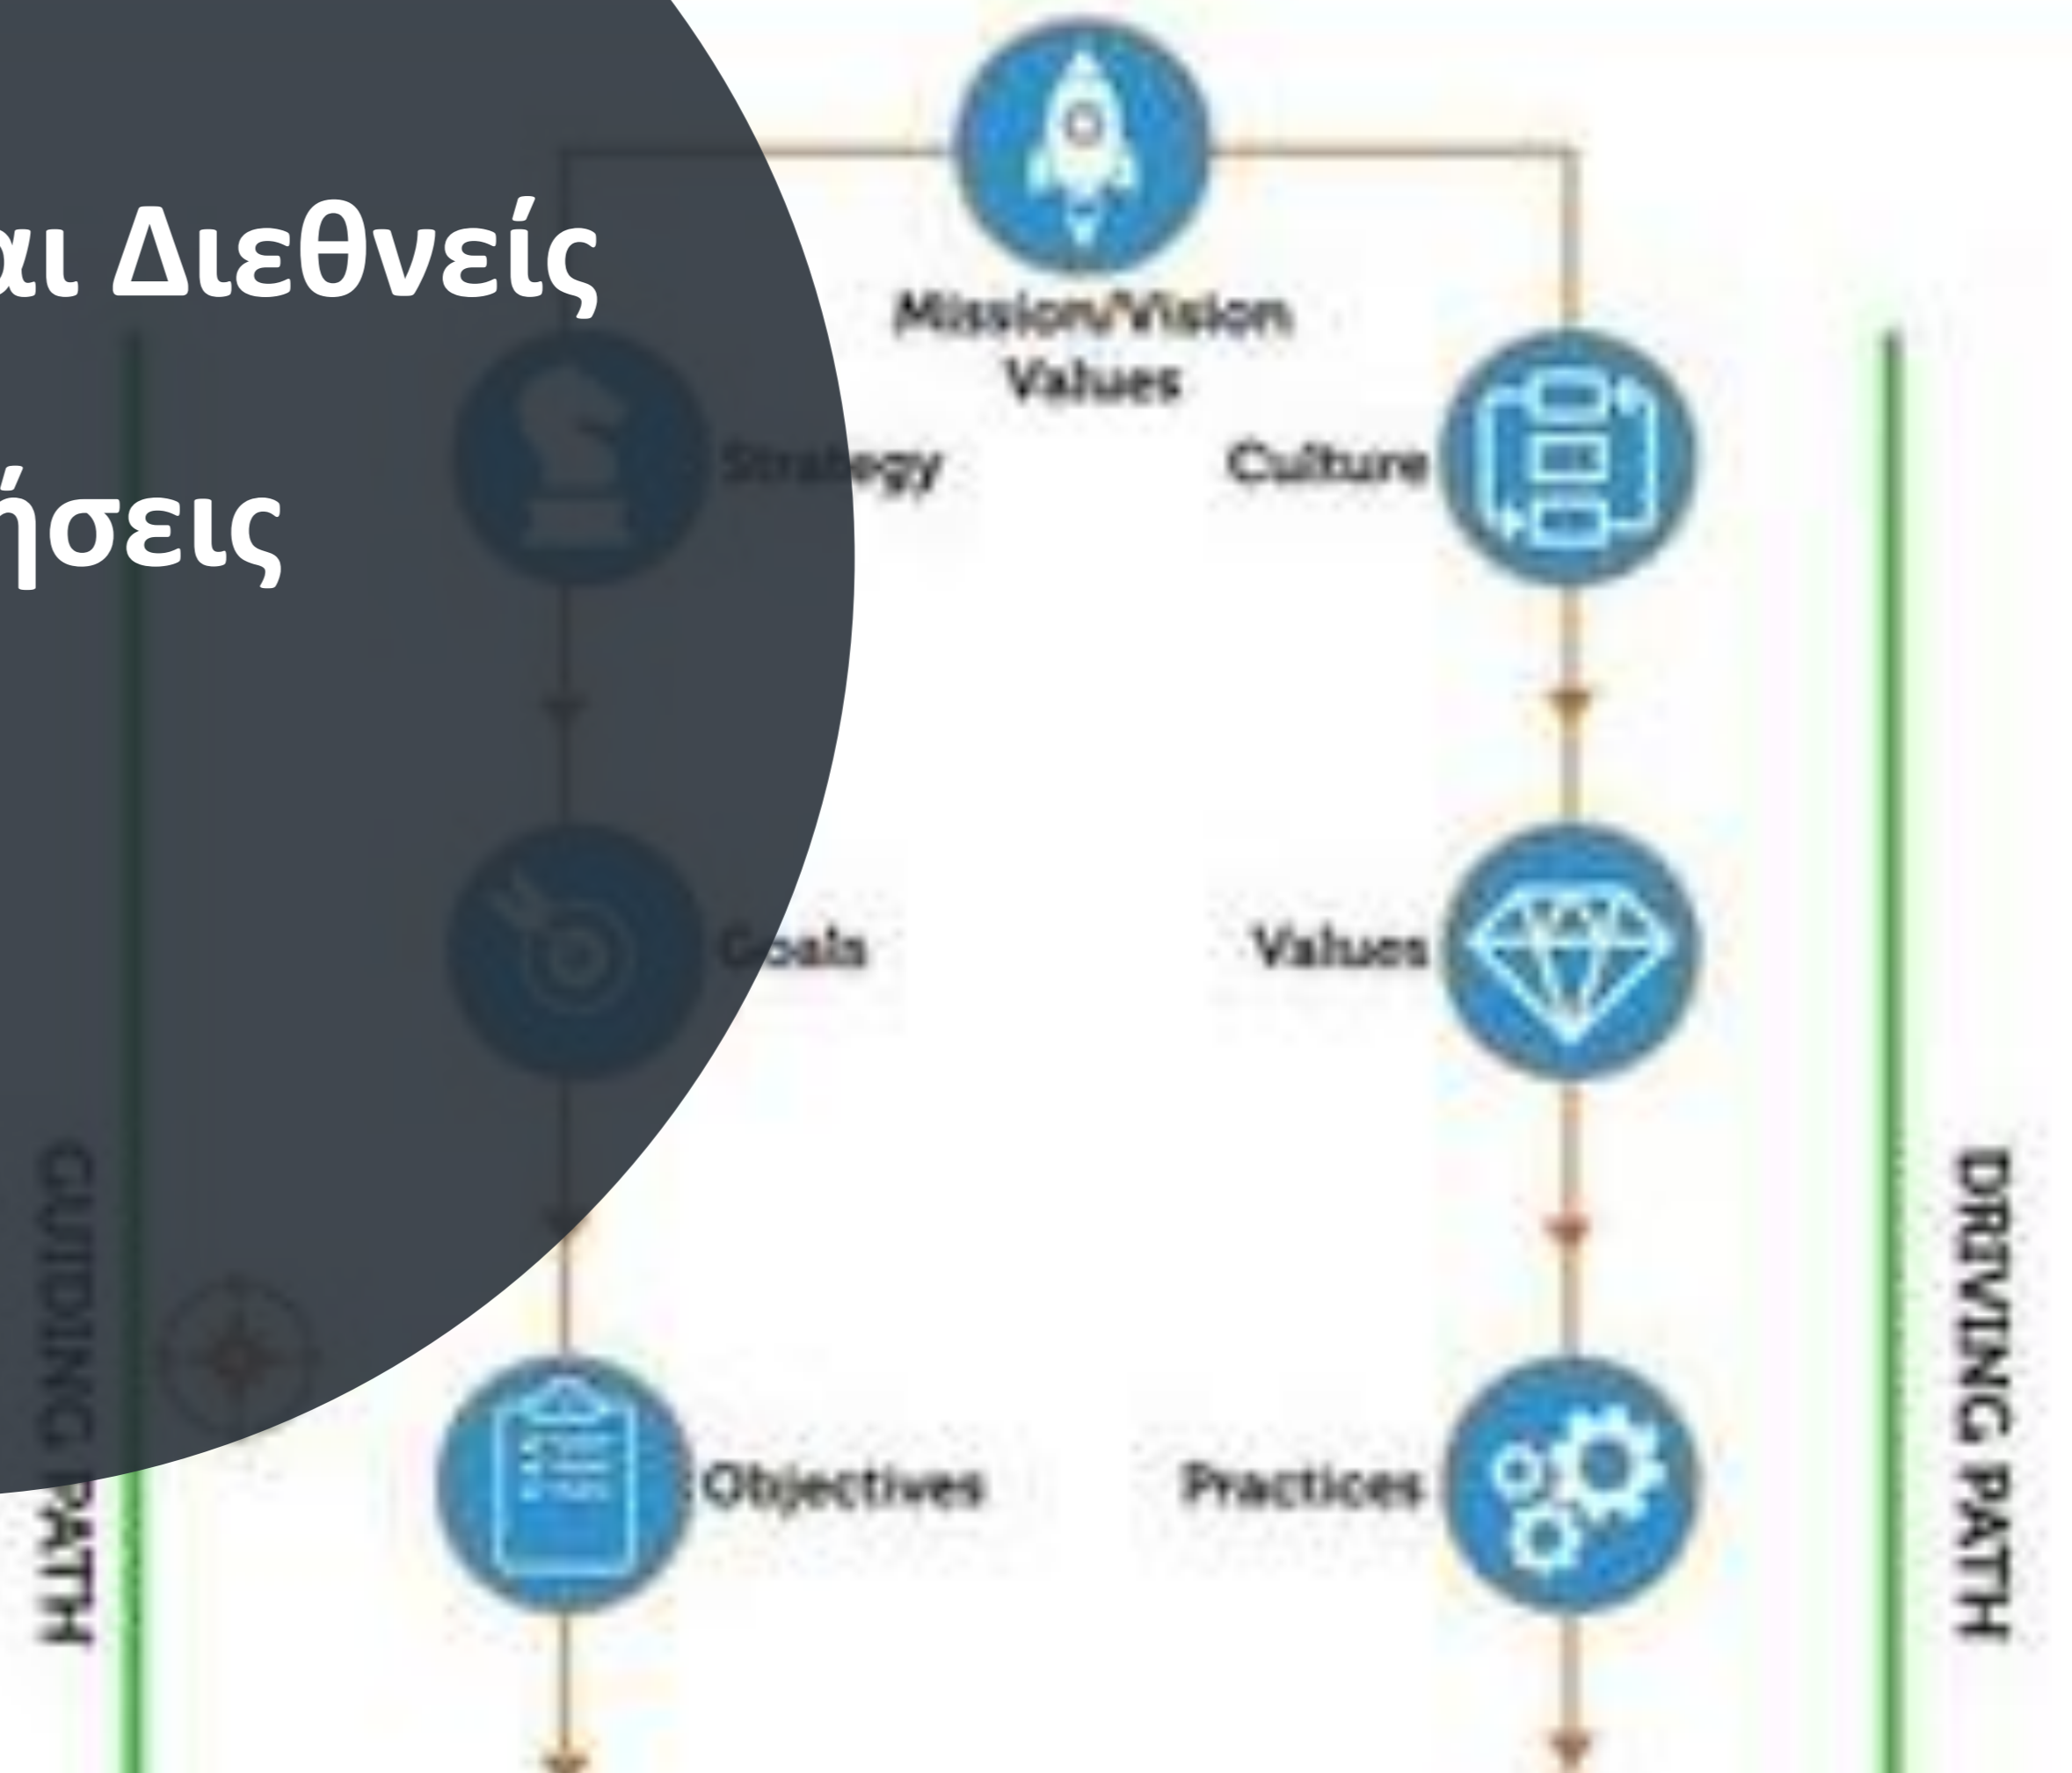 αι Διεθνείς
ήσεις
Mission/Vision
Values
Strategy
Culture
Goals
Values
Objectives
Practices
GUIDING PATH
DRIVING PATH